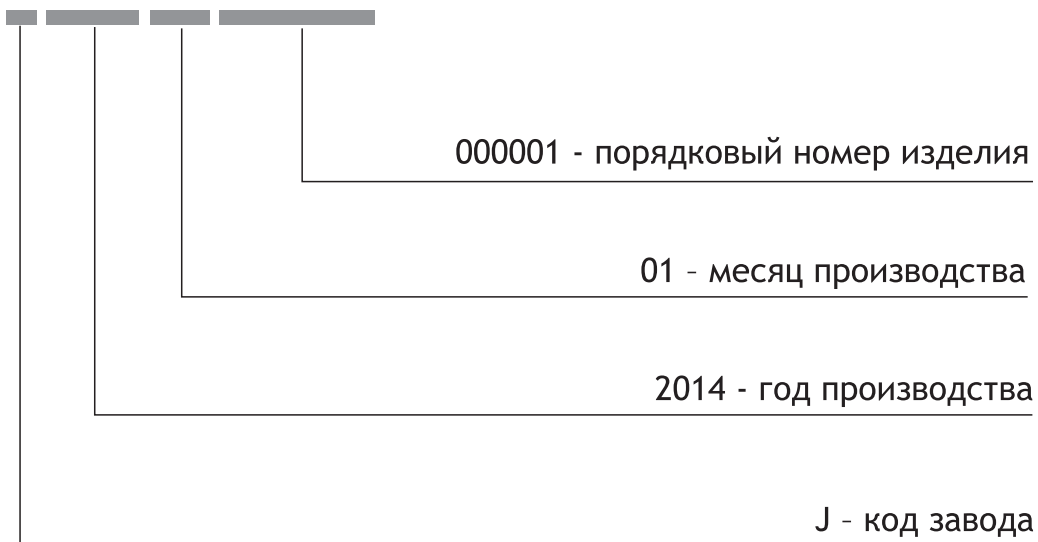 000001 - порядковый номер изделия
01 – месяц производства
2014 - год производства
J – код завода